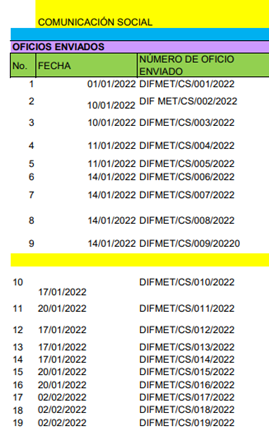 COMUNICACIÓN SOCIAL
OFICIOS ENVIADOS
No. FECHA NÚMERO DE OFICIO ENVIADO
1 01/01/2022 DIFMET/CS/001/2022
2 10/01/2022 DIF MET/CS/002/2022
3 10/01/2022 DIFMET/CS/003/2022
4 11/01/2022 DIFMET/CS/004/2022
5 11/01/2022 DIFMET/CS/005/2022
6 14/01/2022 DIFMET/CS/006/2022
7 14/01/2022 DIFMET/CS/007/2022
8 14/01/2022 DIFMET/CS/008/2022
9 14/01/2022 DIFMET/CS/009/20220
10 17/01/2022 DIFMET/CS/010/2022
11 20/01/2022 DIFMET/CS/011/2022
12 17/01/2022 DIFMET/CS/012/2022
13 17/01/2022 DIFMET/CS/013/2022
14 17/01/2022 DIFMET/CS/014/2022
15 20/01/2022 DIFMET/CS/015/2022
16 20/01/2022 DIFMET/CS/016/2022
17 02/02/2022 DIFMET/CS/017/2022
18 02/02/2022 DIFMET/CS/018/2022
19 02/02/2022 DIFMET/CS/019/2022